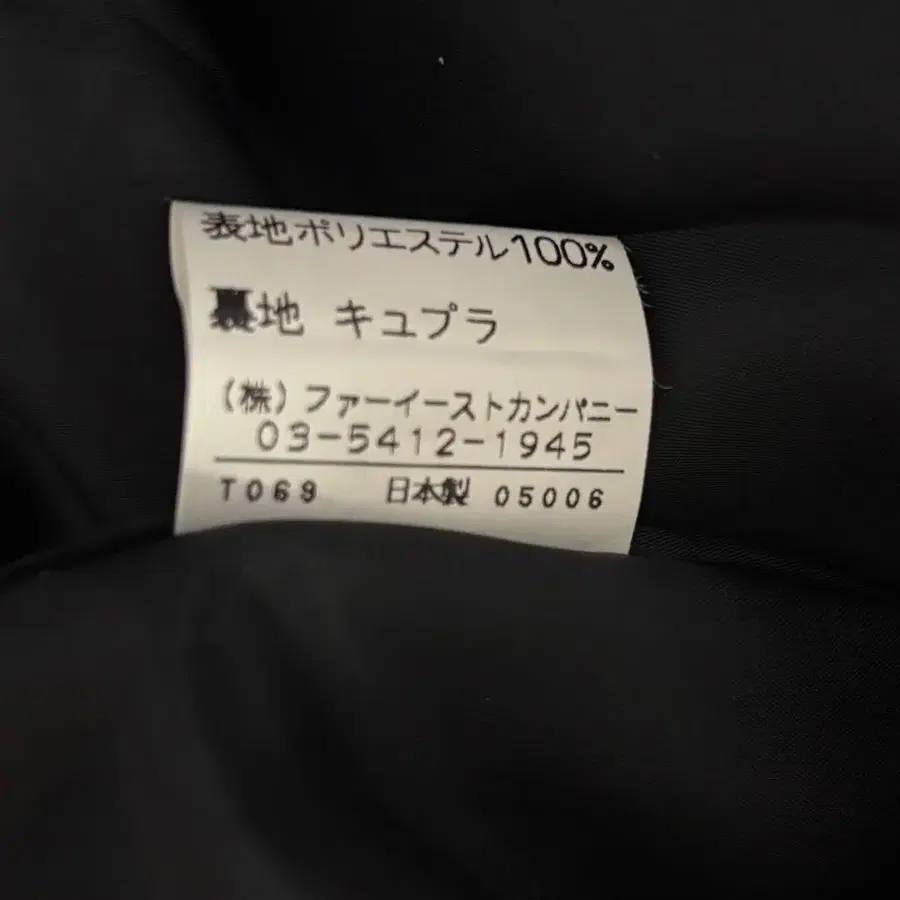 表地ポリエステル100%
裏地 キュプラ
(株)ファーイーストカンパニー
03-5412-1945
T069 日本製 05006